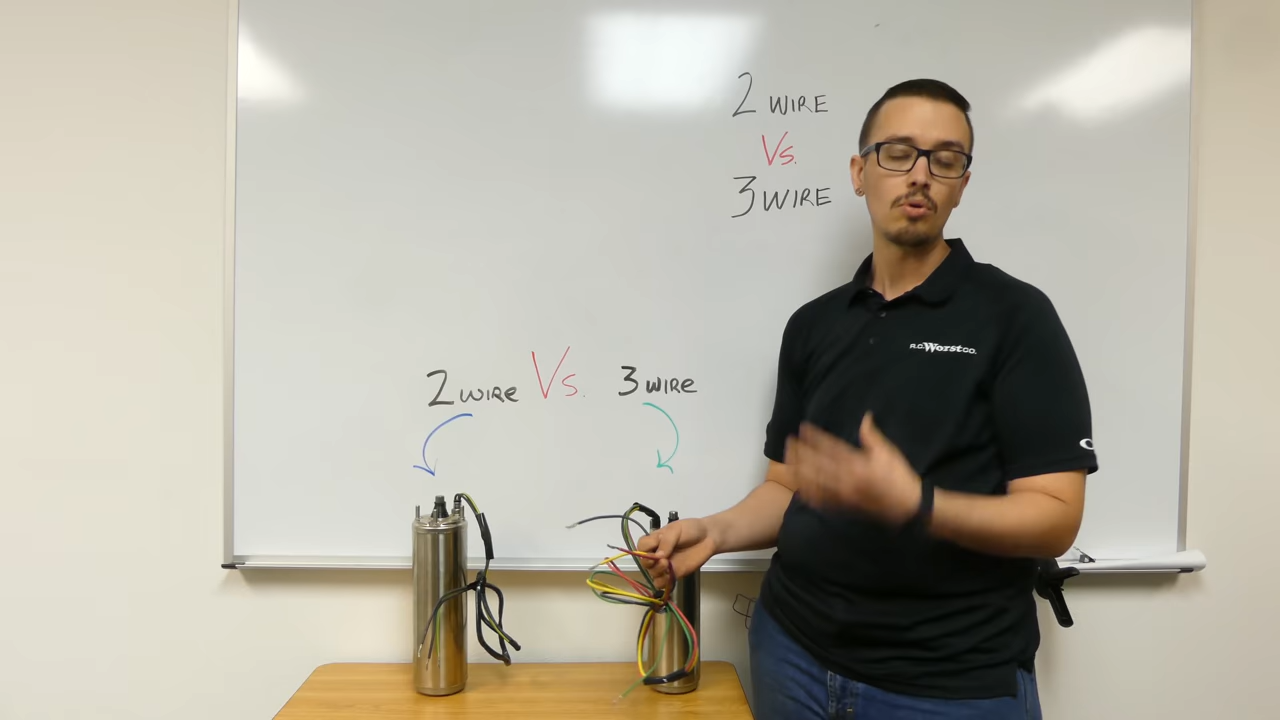 2 WIRE
Vs.
3 WIRE
R.C. Worst CO.
2 WIRE Vs. 3 WIRE